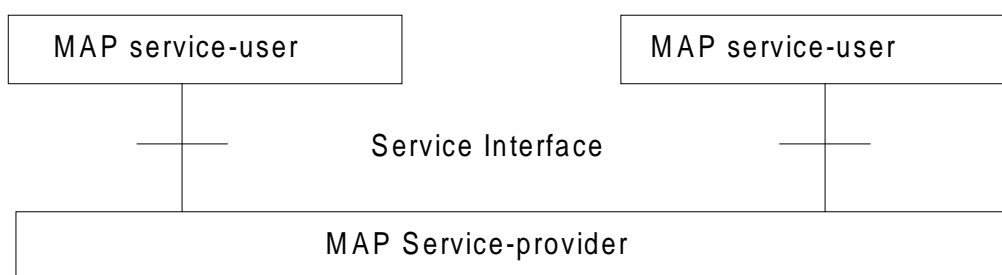 MAP service-user
MAP service-user
Service Interface
MAP Service-provider